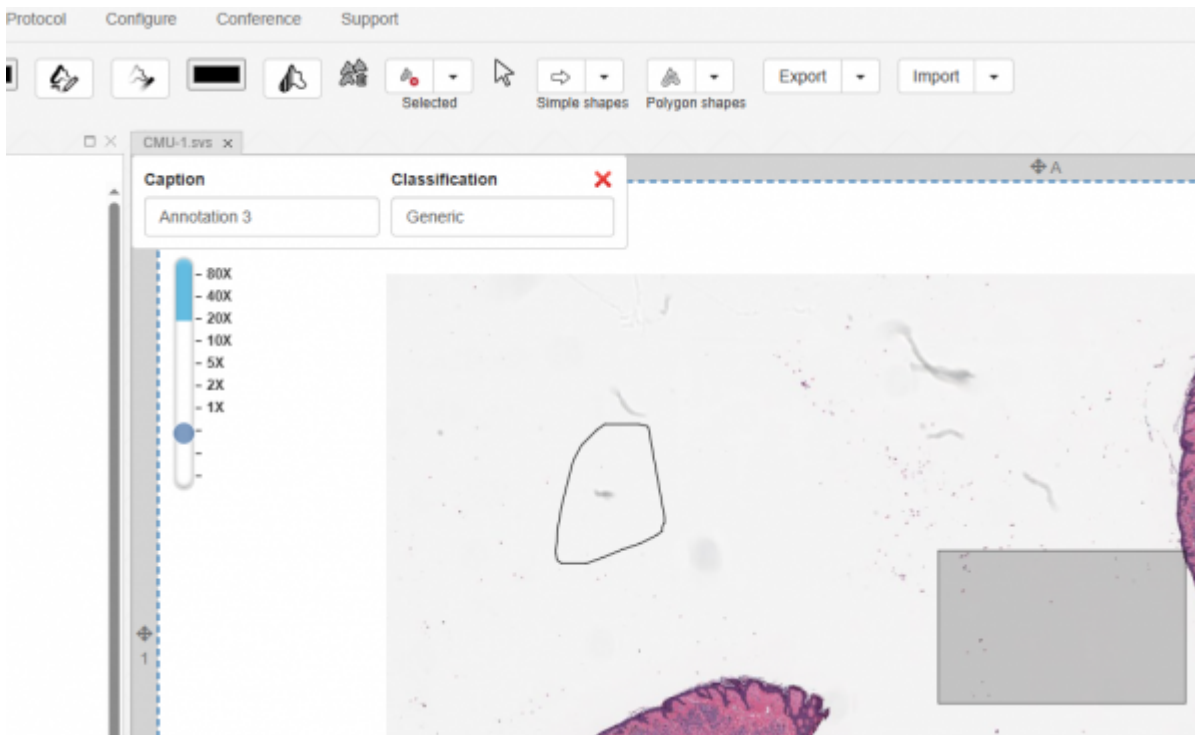 Protocol Configure Conference Support
Export Import
Selected Simple shapes Polygon shapes
CMU-1.svs x
A
Caption Classification
Annotation 3 Generic
- 80X
- 40X
- 20X
- 10X
- 5X
- 2X
- 1X
1